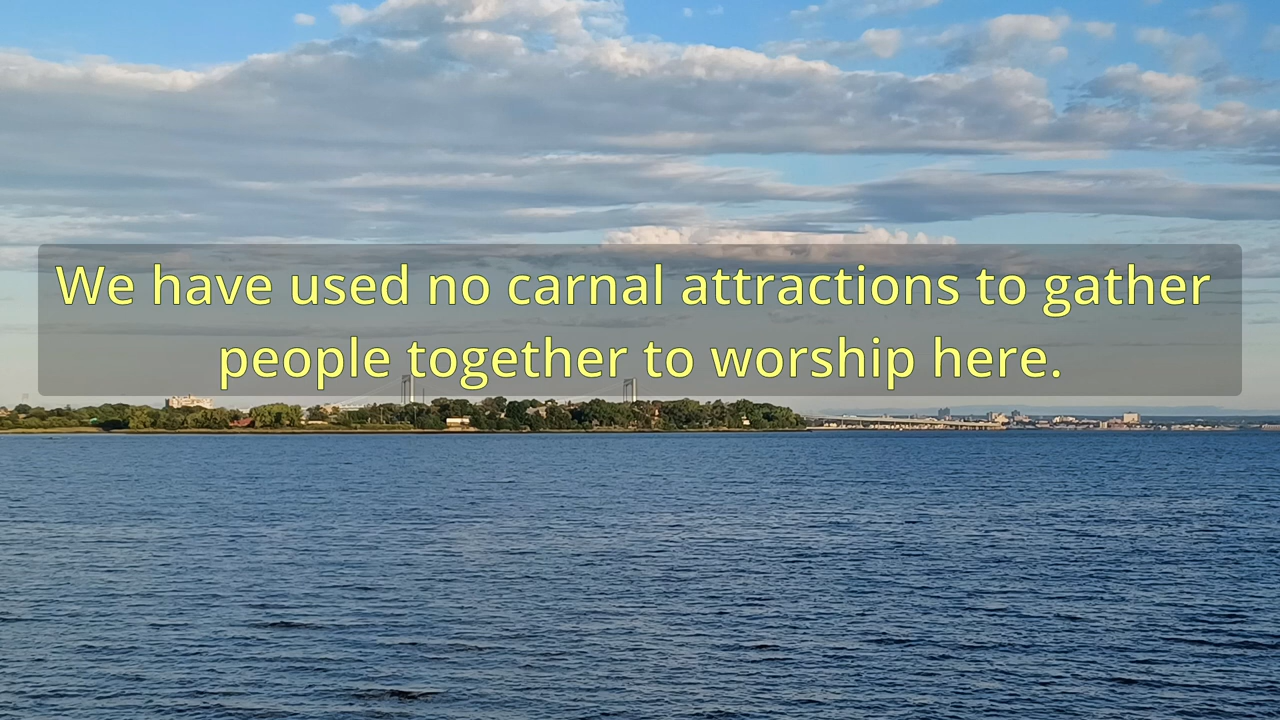 We have used no carnal attractions to gather
people together to worship here.